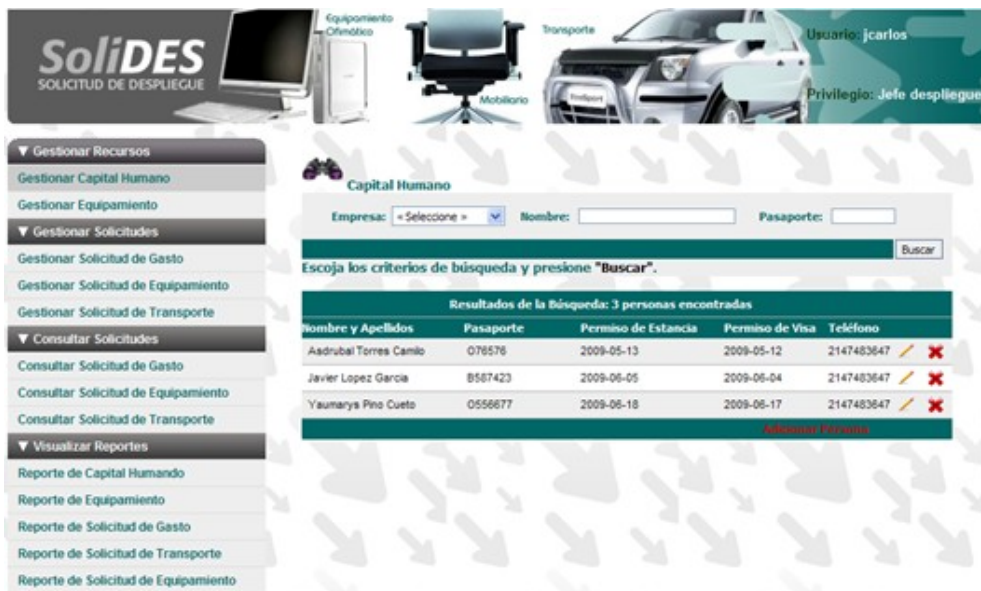 SoliDES
SOLICITUD DE DESPLIEGUE
Equipamiento
Ofimático
Mobiliario
Transporte
Usuario: jcarlos
Privilegio: Jefe despliegue
▼ Gestionar Recursos
Gestionar Capital Humano
Gestionar Equipamiento
▼ Gestionar Solicitudes
Gestionar Solicitud de Gasto
Gestionar Solicitud de Equipamiento
Gestionar Solicitud de Transporte
▼ Consultar Solicitudes
Consultar Solicitud de Gasto
Consultar Solicitud de Equipamiento
Consultar Solicitud de Transporte
▼ Visualizar Reportes
Reporte de Capital Humando
Reporte de Equipamiento
Reporte de Solicitud de Gasto
Reporte de Solicitud de Transporte
Reporte de Solicitud de Equipamiento
Capital Humano
Empresa: « Seleccione » Nombre: Pasaporte:
Buscar
Escoja los criterios de búsqueda y presione "Buscar".
Resultados de la Búsqueda: 3 personas encontradas
Nombre y Apellidos Pasaporte Permiso de Estancia Permiso de Visa Teléfono
Asdrubal Torres Camilo 076576 2009-05-13 2009-05-12 2147483647
Javier Lopez Garcia B587423 2009-06-05 2009-06-04 2147483647
Yaumarys Pino Cueto 0556677 2009-06-18 2009-06-17 2147483647
Adicionar Persona